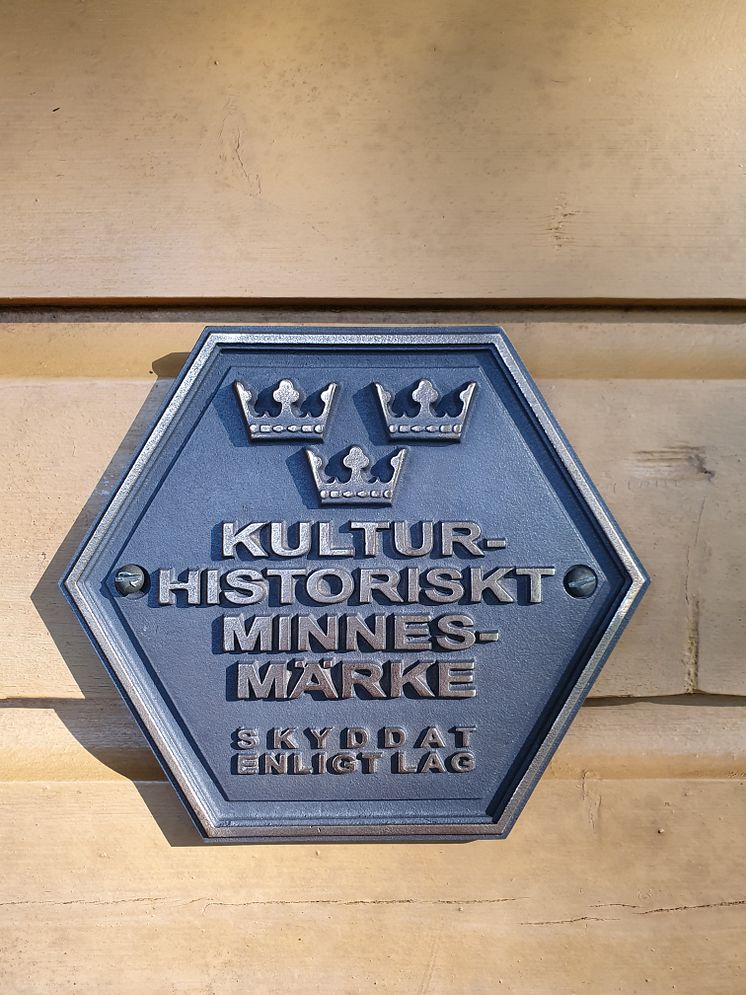 KULTUR-
HISTORISKT
MINNES-
MÄRKE
SKYDDAT
ENLIGT LAG